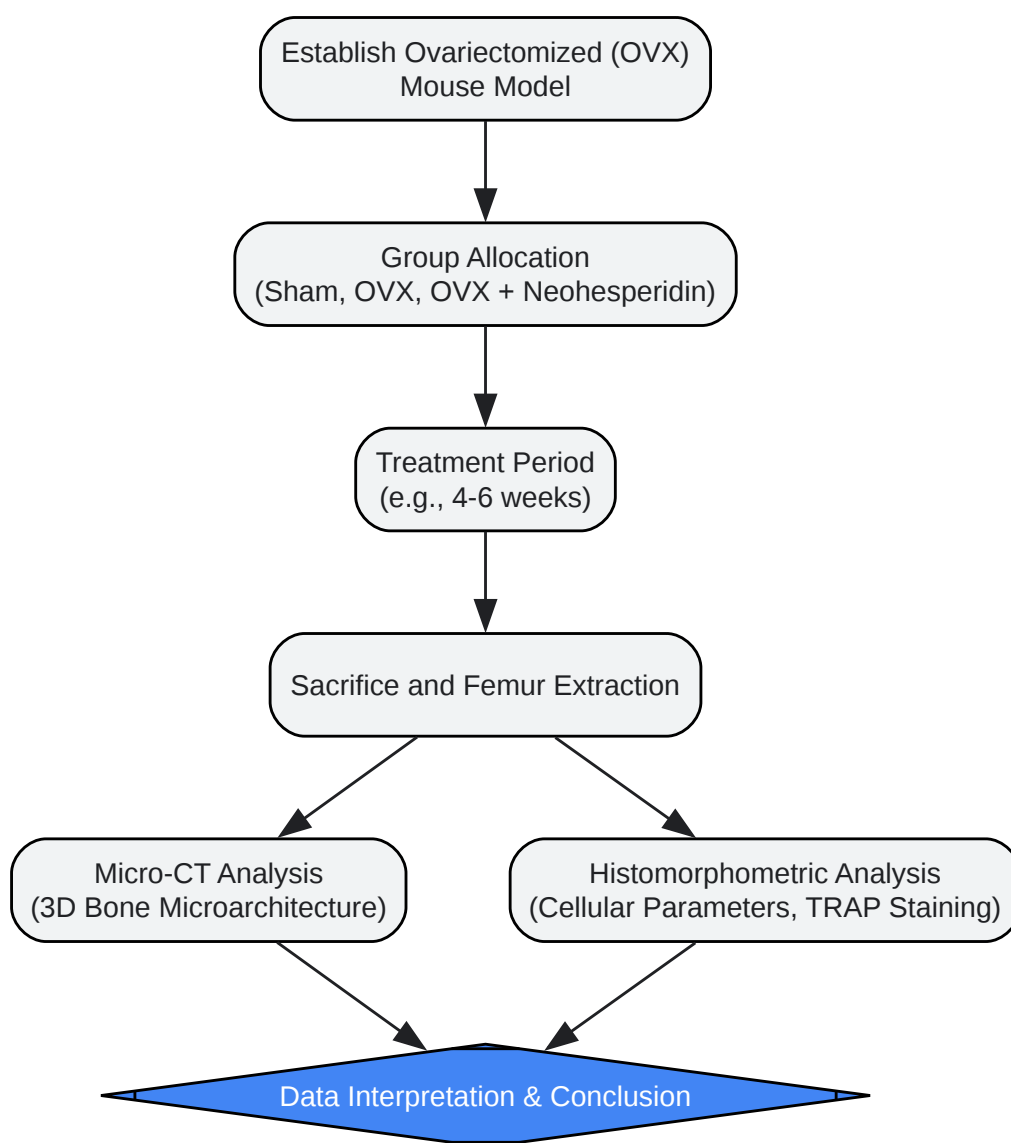 Establish Ovariectomized (OVX)
Mouse Model
Group Allocation
(Sham, OVX, OVX + Neohesperidin)
Treatment Period
(e.g., 4-6 weeks)
Sacrifice and Femur Extraction
Micro-CT Analysis
(3D Bone Microarchitecture)
Histomorphometric Analysis
(Cellular Parameters, TRAP Staining)
Data Interpretation & Conclusion